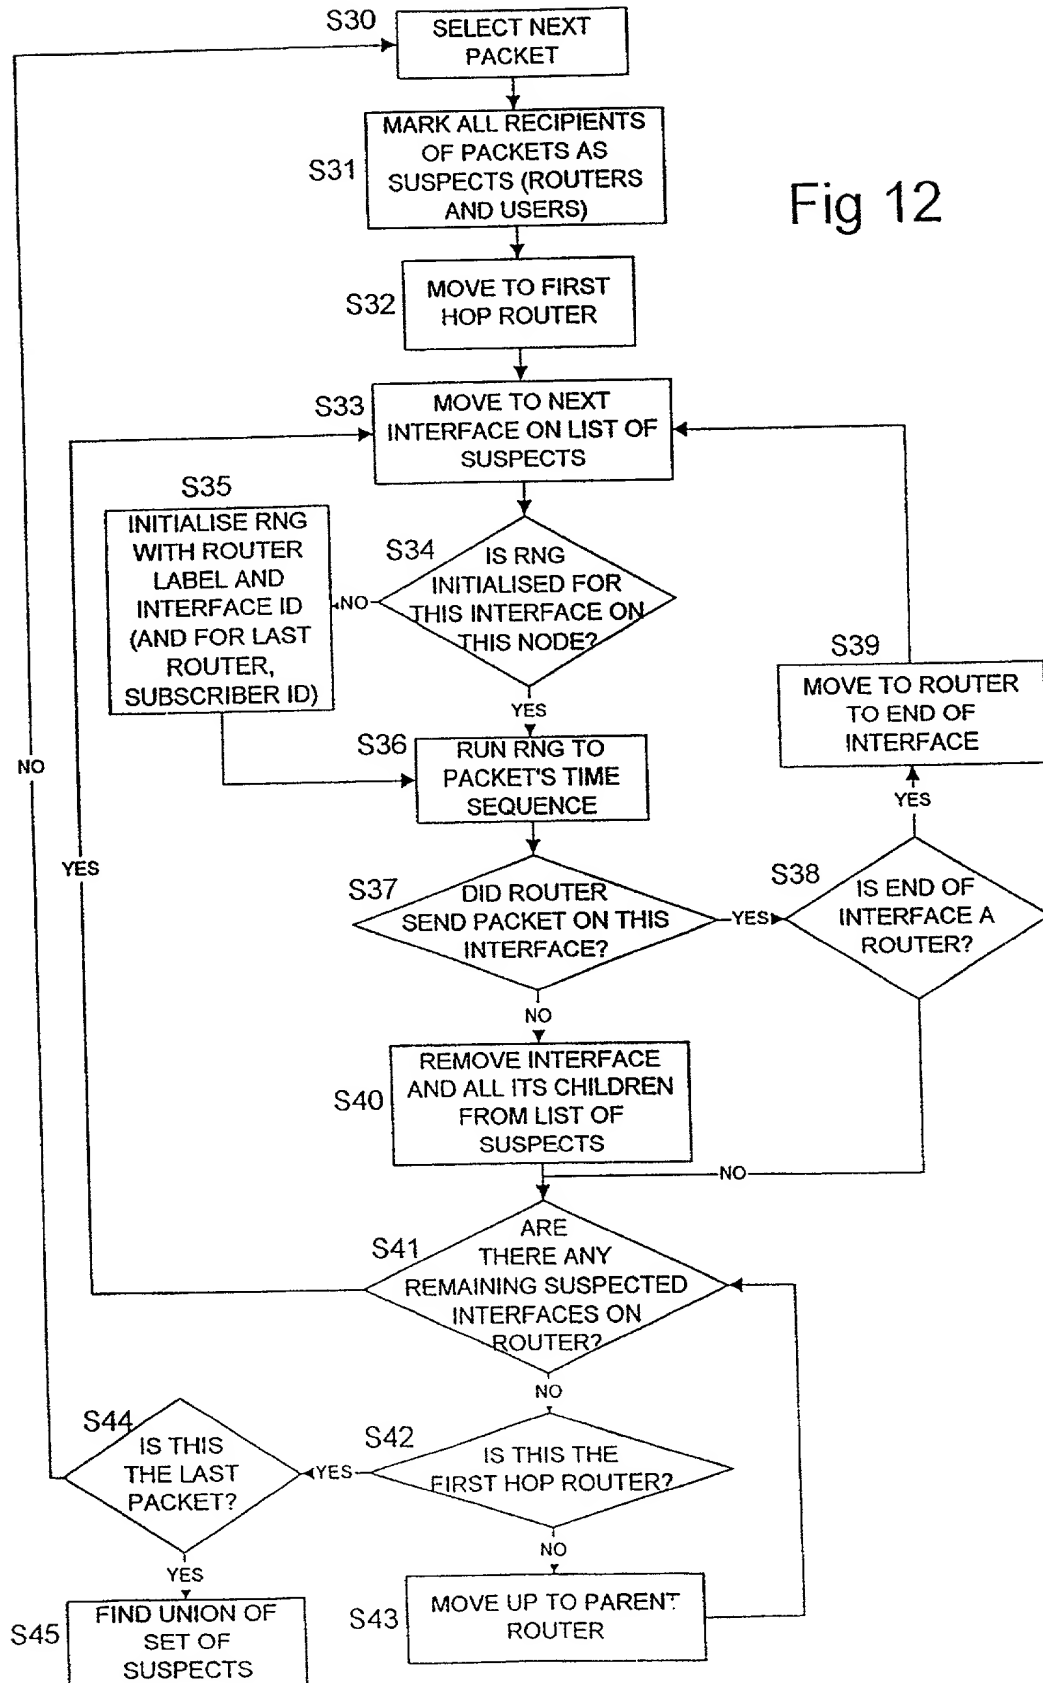 S30
SELECT NEXT
PACKET
S31
MARK ALL RECIPIENTS
OF PACKETS AS
SUSPECTS (ROUTERS
AND USERS)
Fig 12
S32
MOVE TO FIRST
HOP ROUTER
S33
MOVE TO NEXT
INTERFACE ON LIST OF
SUSPECTS
S35
INITIALISE RNG
WITH ROUTER
LABEL AND
INTERFACE ID
(AND FOR LAST
ROUTER,
SUBSCRIBER ID)
S34
IS RNG
INITIALISED FOR
THIS INTERFACE ON
THIS NODE?
NO
YES
S39
MOVE TO ROUTER
TO END OF
INTERFACE
S36
RUN RNG TO
PACKET'S TIME
SEQUENCE
NO
YES
YES
S37
DID ROUTER
SEND PACKET ON THIS
INTERFACE?
YES
S38
IS END OF
INTERFACE A
ROUTER?
NO
S40
REMOVE INTERFACE
AND ALL ITS CHILDREN
FROM LIST OF
SUSPECTS
NO
S41
ARE
THERE ANY
REMAINING SUSPECTED
INTERFACES ON
ROUTER?
NO
S44
IS THIS
THE LAST
PACKET?
YES
S42
IS THIS THE
FIRST HOP ROUTER?
NO
YES
S43
MOVE UP TO PARENT
ROUTER
S45
FIND UNION OF
SET OF
SUSPECTS